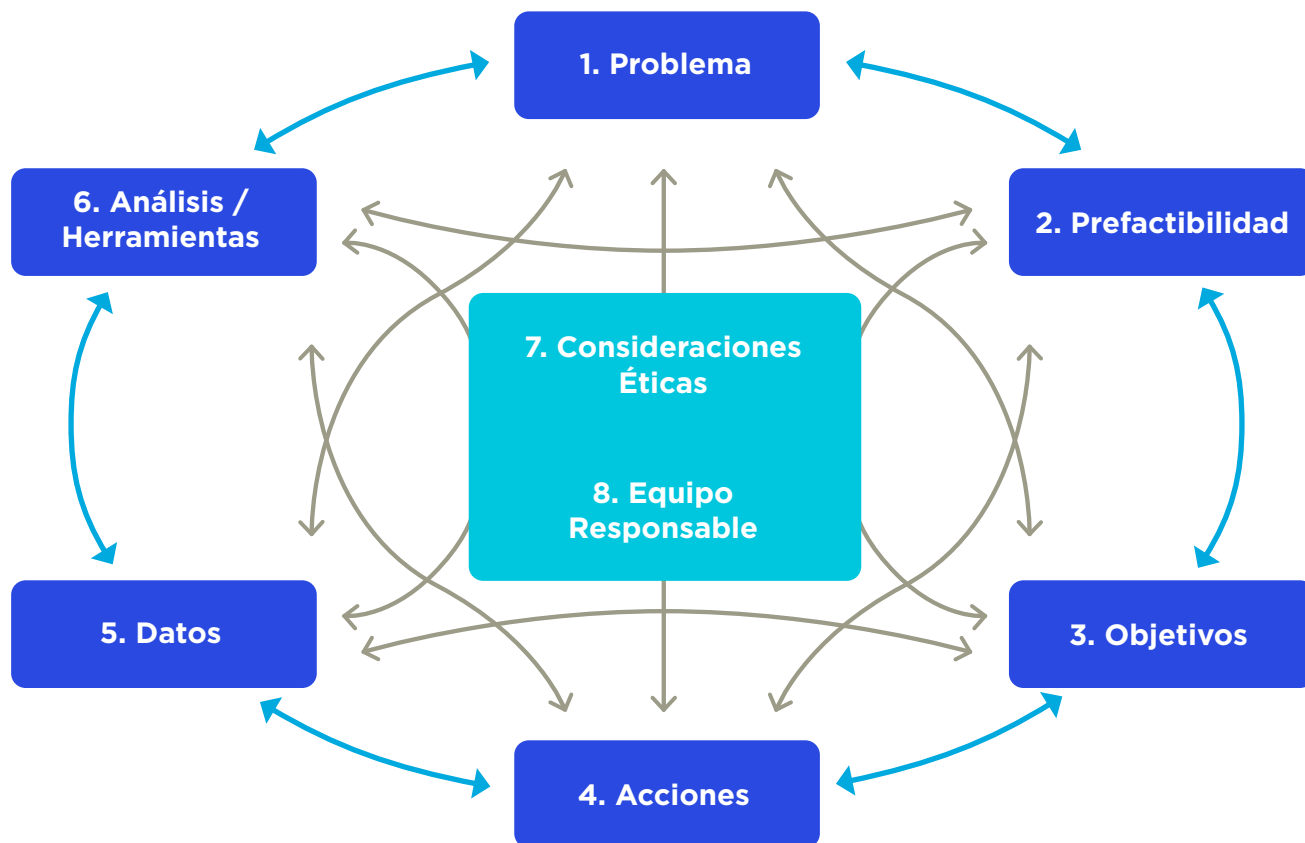 1. Problema
6. Análisis /
Herramientas
2. Prefactibilidad
7. Consideraciones
Éticas
8. Equipo
Responsable
5. Datos
3. Objetivos
4. Acciones